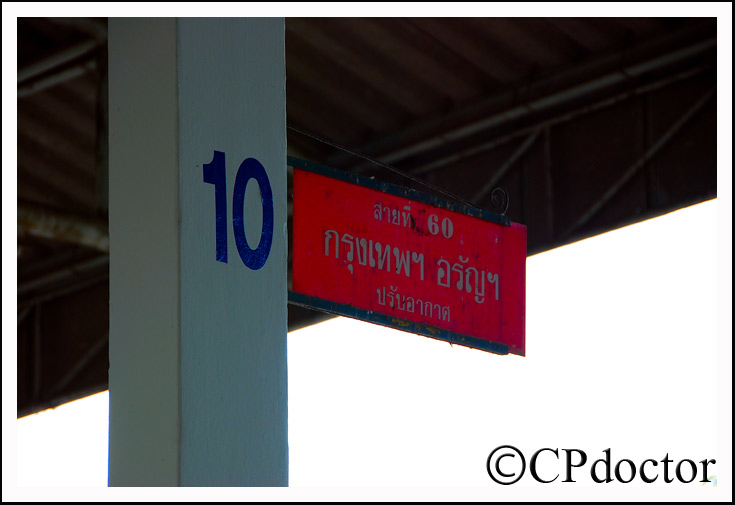 10
สายที่ 60
กรุงเทพฯ อรัญฯ
ปรับอากาศ
©CPdoctor